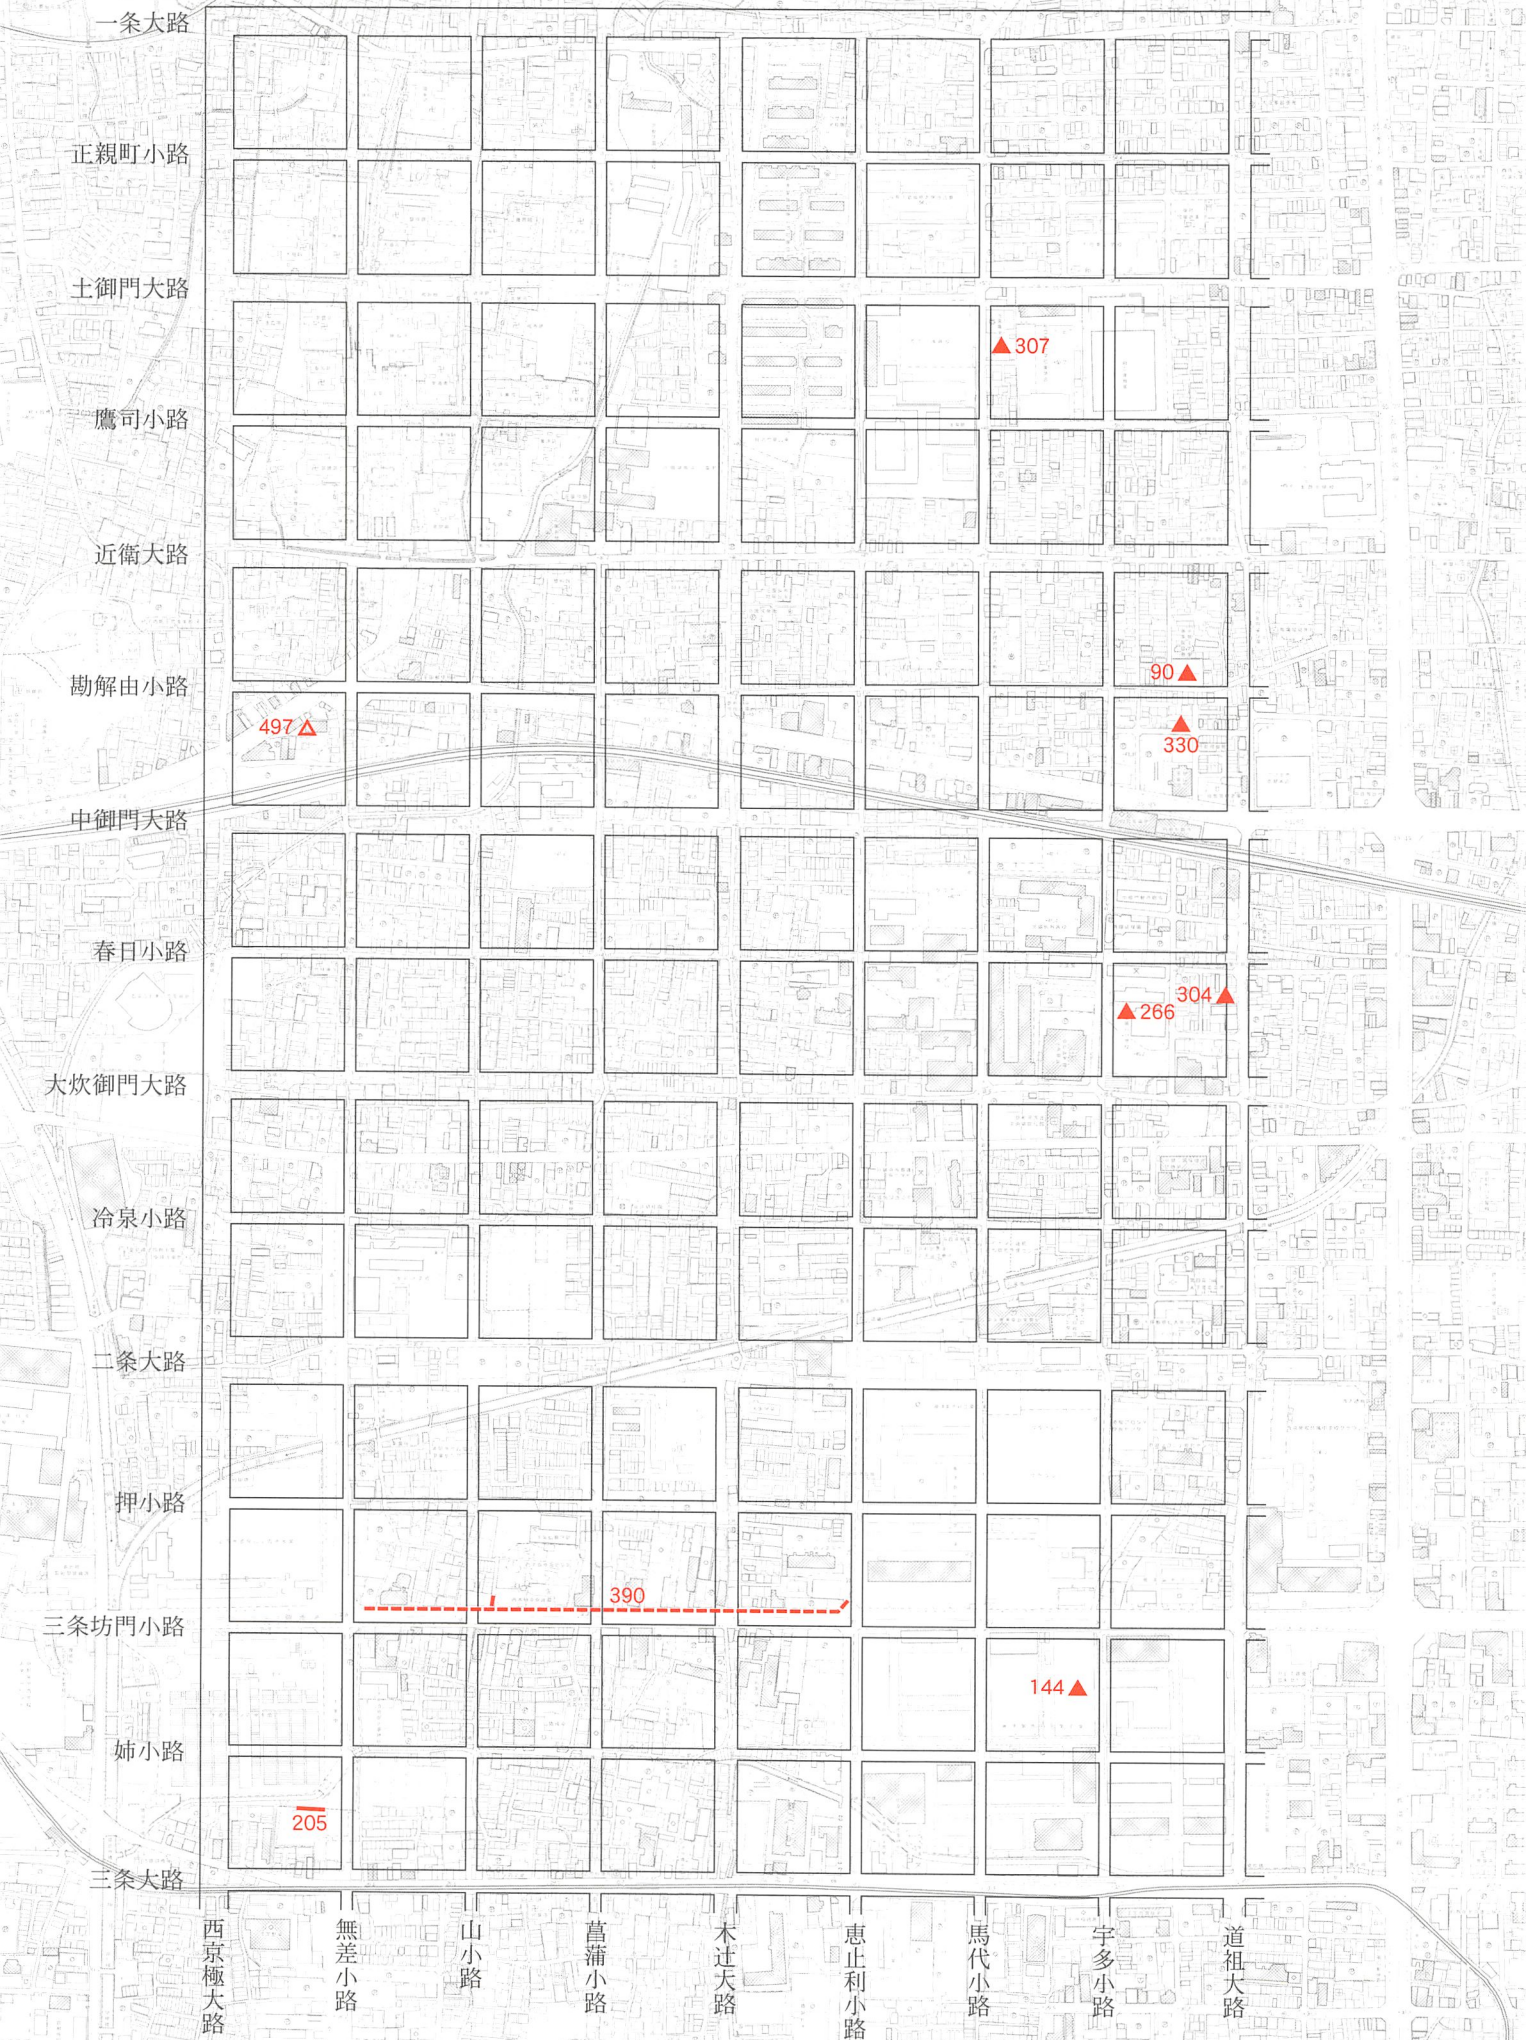 一条大路
正親町小路
土御門大路
307
鷹司小路
近衛大路
90
勘解由小路
497
330
中御門大路
春日小路
304
266
大炊御門大路
冷泉小路
二条大路
押小路
390
三条坊門小路
144
姉小路
205
三条大路
西京極大路
無差小路
山小路
菖蒲小路
木辻大路
恵止利小路
馬代小路
宇多小路
道祖大路